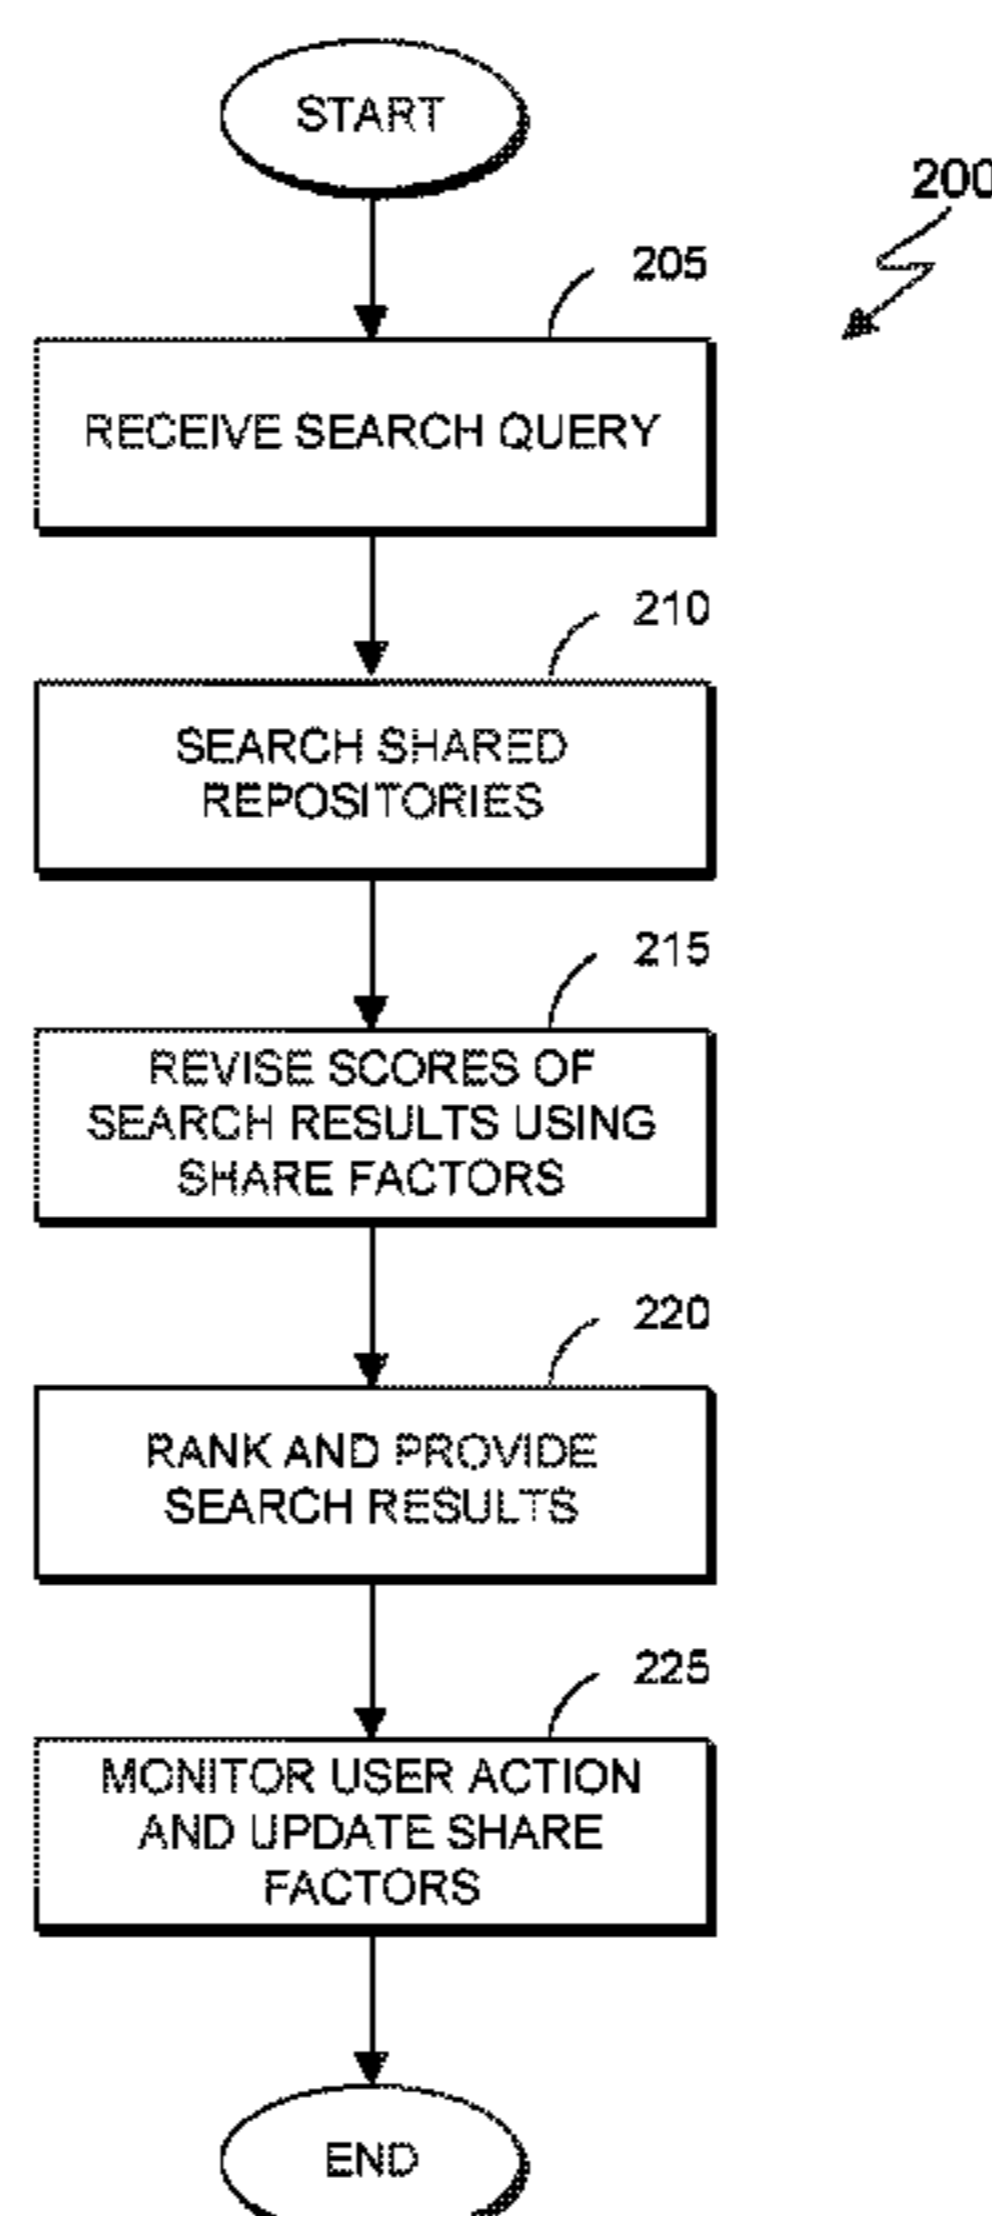 START
200
205
RECEIVE SEARCH QUERY
210
SEARCH SHARED
REPOSITORIES
215
REVISE SCORES OF
SEARCH RESULTS USING
SHARE FACTORS
220
RANK AND PROVIDE
SEARCH RESULTS
225
MONITOR USER ACTION
AND UPDATE SHARE
FACTORS
END